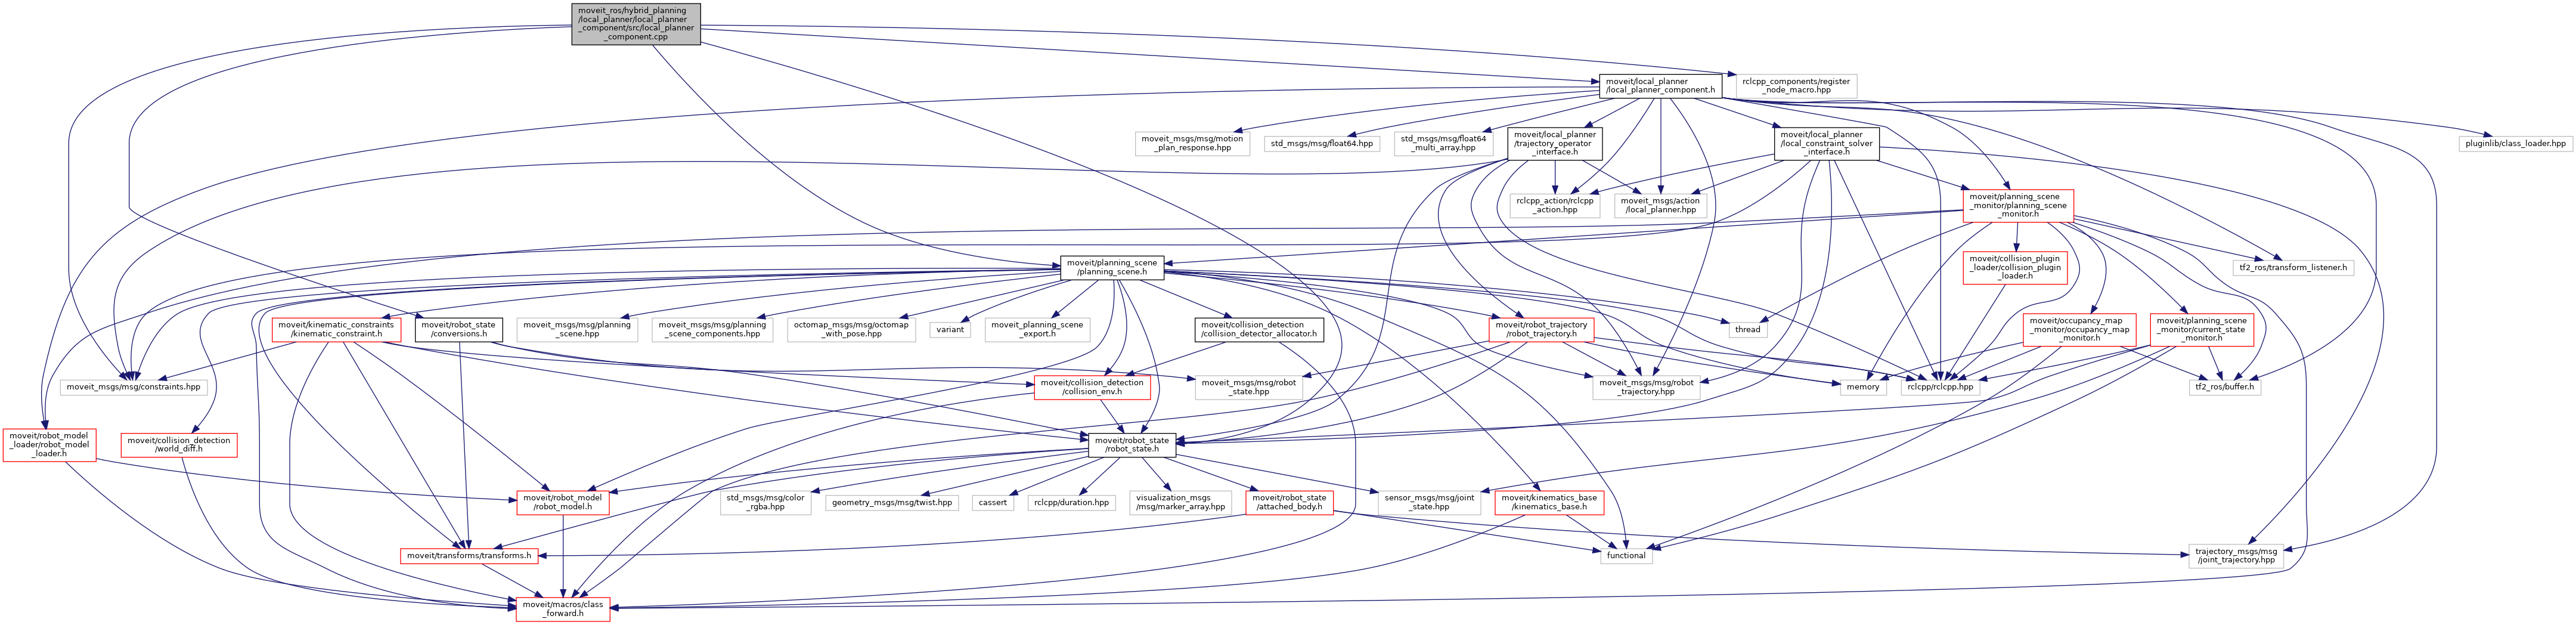 moveit_ros/hybrid_planning
/local_planner/local_planner
_component/src/local_planner
_component.cpp
moveit/local_planner
/local_planner_component.h
rclcpp_components/register
_node_macro.hpp
moveit_msgs/msg/motion
_plan_response.hpp
std_msgs/msg/float64.hpp
std_msgs/msg/float64
_multi_array.hpp
moveit/local_planner
/trajectory_operator
_interface.h
moveit/local_planner
/local_constraint_solver
_interface.h
pluginlib/class_loader.hpp
rclcpp_action/rclcpp
_action.hpp
moveit_msgs/action
/local_planner.hpp
moveit/planning_scene
_monitor/planning_scene
_monitor.h
moveit/planning_scene
/planning_scene.h
moveit/collision_plugin
_loader/collision_plugin
_loader.h
tf2_ros/transform_listener.h
moveit/kinematic_constraints
/kinematic_constraint.h
moveit/robot_state
/conversions.h
moveit_msgs/msg/planning
_scene.hpp
moveit_msgs/msg/planning
_scene_components.hpp
octomap_msgs/msg/octomap
_with_pose.hpp
variant
moveit_planning_scene
_export.h
moveit/collision_detection
/collision_detector_allocator.h
moveit/robot_trajectory
/robot_trajectory.h
thread
moveit/occupancy_map
_monitor/occupancy_map
_monitor.h
moveit/planning_scene
_monitor/current_state
_monitor.h
moveit_msgs/msg/constraints.hpp
moveit/collision_detection
/collision_env.h
moveit_msgs/msg/robot
_state.hpp
moveit_msgs/msg/robot
_trajectory.hpp
memory
rclcpp/rclcpp.hpp
tf2_ros/buffer.h
moveit/robot_model
_loader/robot_model
_loader.h
moveit/collision_detection
/world_diff.h
moveit/robot_state
/robot_state.h
moveit/robot_model
/robot_model.h
std_msgs/msg/color
_rgba.hpp
geometry_msgs/msg/twist.hpp
cassert
rclcpp/duration.hpp
visualization_msgs
/msg/marker_array.hpp
moveit/robot_state
/attached_body.h
sensor_msgs/msg/joint
_state.hpp
moveit/kinematics_base
/kinematics_base.h
moveit/transforms/transforms.h
functional
trajectory_msgs/msg
/joint_trajectory.hpp
moveit/macros/class
_forward.h